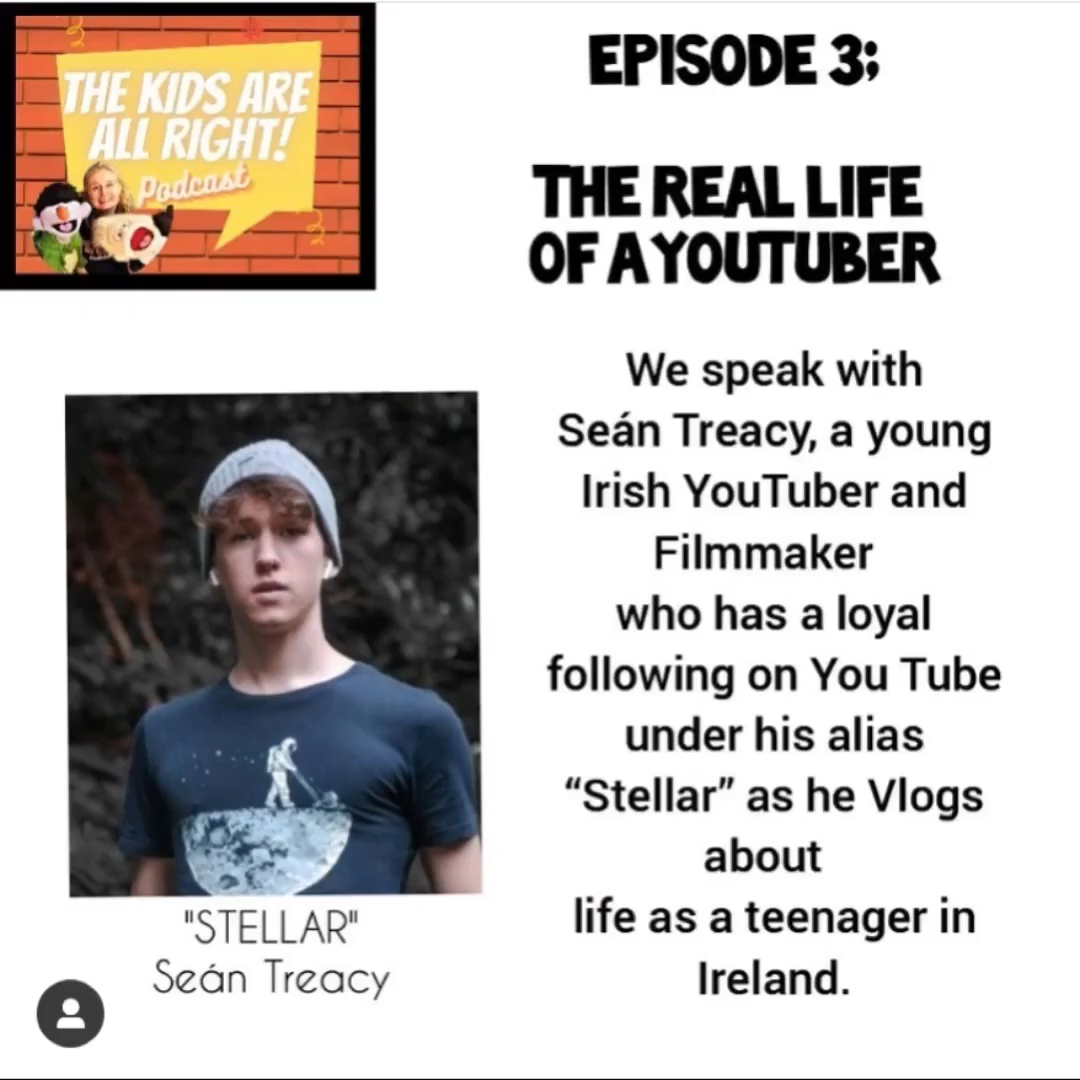 THE KIDS ARE
ALL RIGHT!
Podcast
EPISODE 3;
THE REAL LIFE
OF A YOUTUBER
We speak with
Seán Treacy, a young
Irish YouTuber and
Filmmaker
who has a loyal
following on You Tube
under his alias
“Stellar” as he Vlogs
about
life as a teenager in
Ireland.
"STELLAR"
Seán Treacy